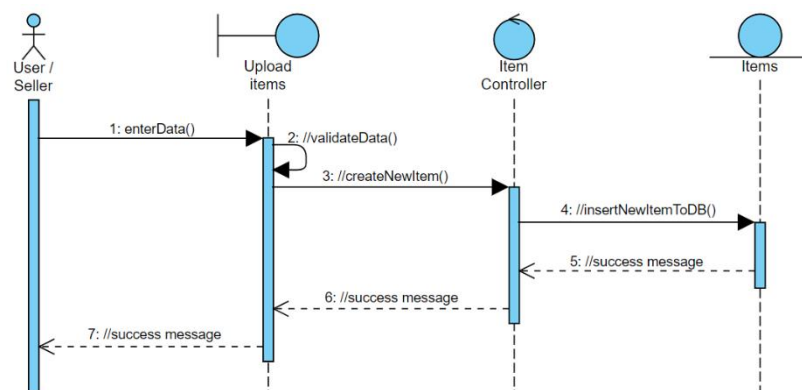 User /
Seller
Upload
items
Item
Controller
Items
1: enterData()
2: //validateData()
3: //createNewItem()
4: //insertNewItemToDB()
5: //success message
6: //success message
7: //success message